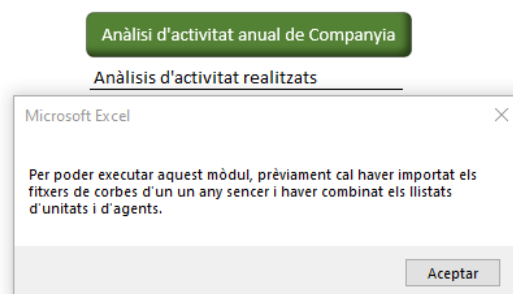 Anàlisi d'activitat anual de Companyia
Anàlisis d'activitat realitzats
Microsoft Excel
Per poder executar aquest mòdul, prèviament cal haver importat els
fitxers de corbes d'un un any sencer i haver combinat els llistats
d'unitats i d'agents.
Aceptar